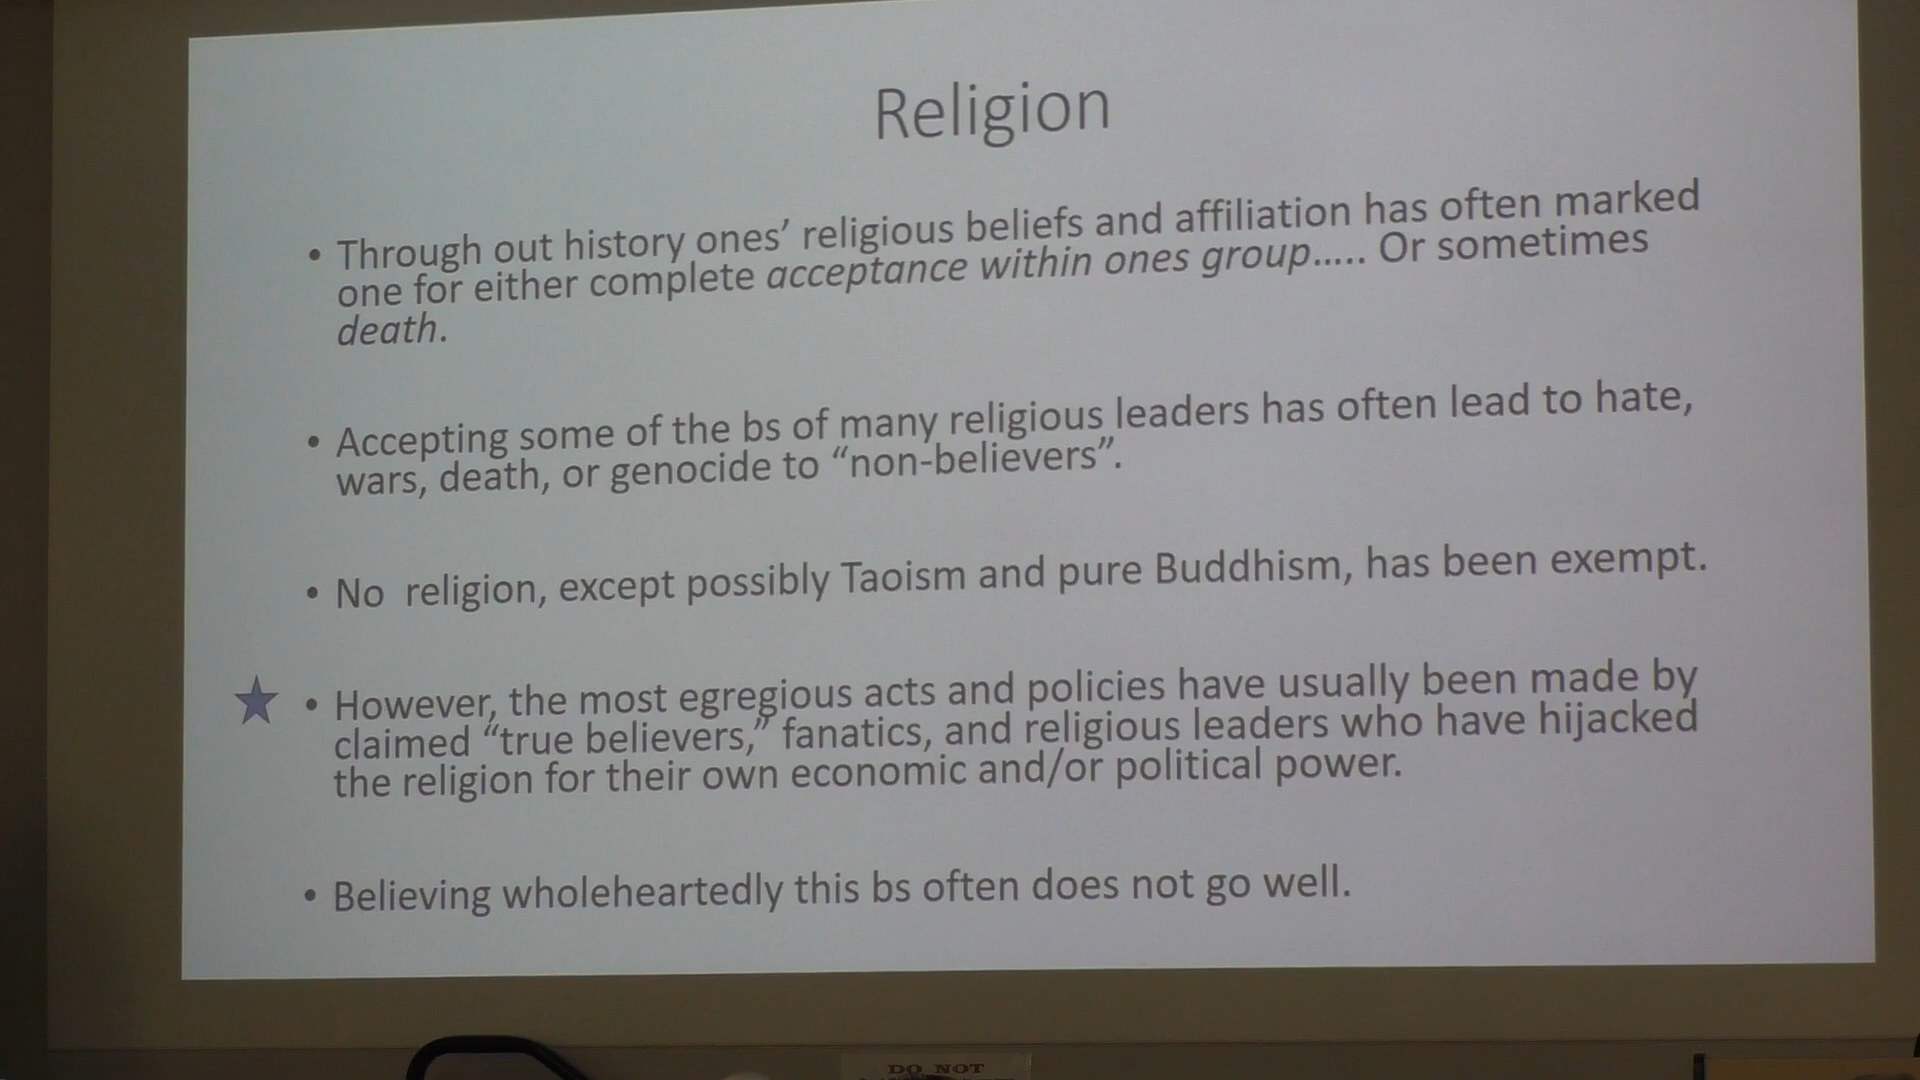 Religion
• Through out history ones’ religious beliefs and affiliation has often marked
one for either complete acceptance within ones group..... Or sometimes
death.
• Accepting some of the bs of many religious leaders has often lead to hate,
wars, death, or genocide to “non-believers”.
• No  religion, except possibly Taoism and pure Buddhism, has been exempt.
• However, the most egregious acts and policies have usually been made by
claimed “true believers,” fanatics, and religious leaders who have hijacked
the religion for their own economic and/or political power.
• Believing wholeheartedly this bs often does not go well.
DO NOT